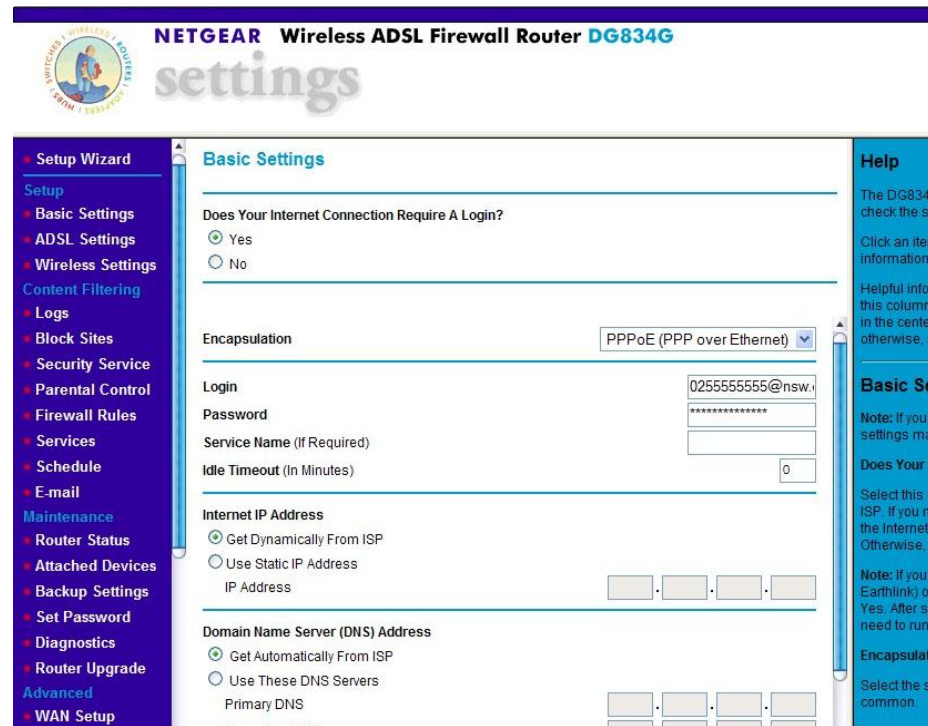 NETGEAR Wireless ADSL Firewall Router DG834G
settings
SWITCHES | WIRELESS | ROUTERS | ADAPTERS | HUBS |
Setup Wizard
Setup
Basic Settings
ADSL Settings
Wireless Settings
Content Filtering
Logs
Block Sites
Security Service
Parental Control
Firewall Rules
Services
Schedule
E-mail
Maintenance
Router Status
Attached Devices
Backup Settings
Set Password
Diagnostics
Router Upgrade
Advanced
WAN Setup
Basic Settings
Does Your Internet Connection Require A Login?
Yes
No
Encapsulation PPPoE (PPP over Ethernet)
Login 0255555555@nsw.
Password **************
Service Name (If Required)
Idle Timeout (In Minutes) 0
Internet IP Address
Get Dynamically From ISP
Use Static IP Address
IP Address . . .
Domain Name Server (DNS) Address
Get Automatically From ISP
Use These DNS Servers
Primary DNS . . .
Help
The DG834
check the s
Click an ite
information
Helpful info
this column
in the cente
otherwise,
Basic Se
Note: If you
settings ma
Does Your
Select this
ISP. If you n
the Internet
Otherwise,
Note: If you
Earthlink) o
Yes. After s
need to run
Encapsulat
Select the s
common.